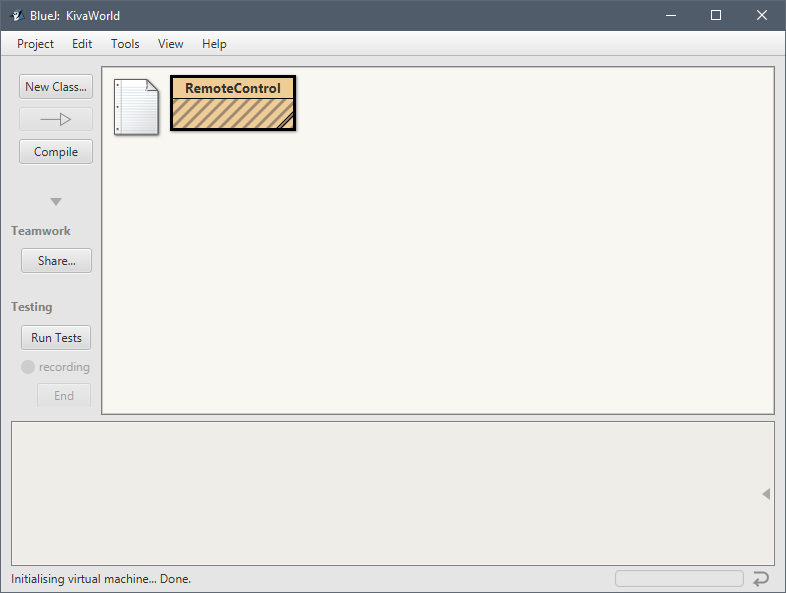 BlueJ: KivaWorld
Project Edit Tools View Help
New Class...
Compile
Teamwork
Share...
Testing
Run Tests
recording
End
RemoteControl
Initialising virtual machine... Done.